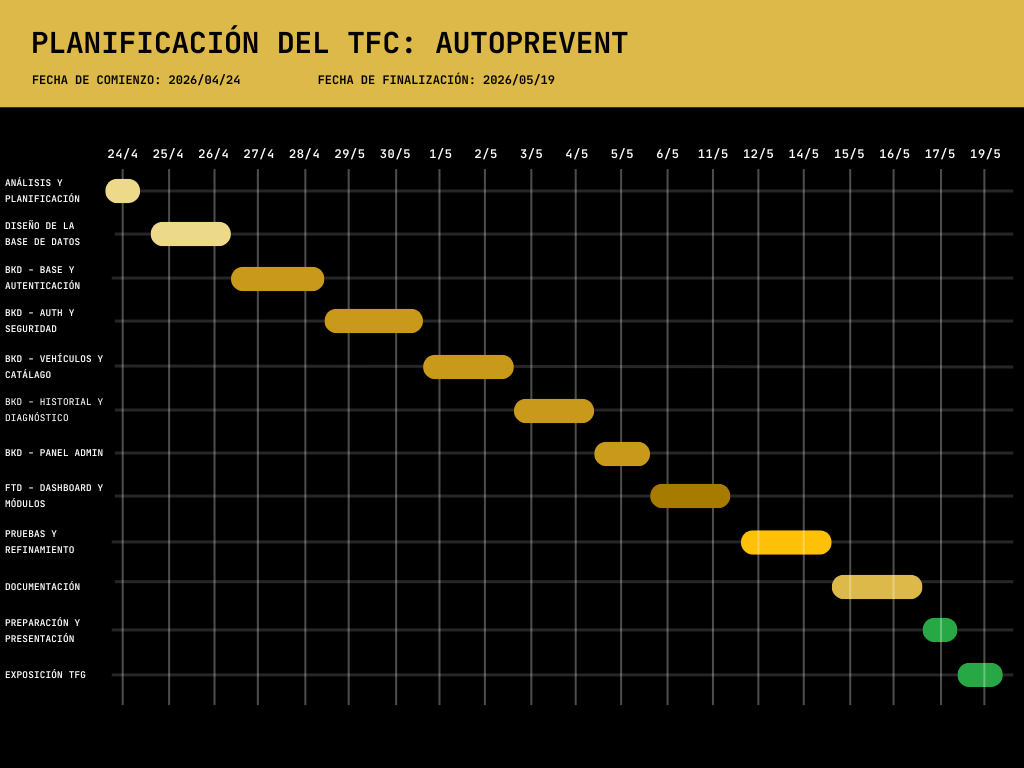 PLANIFICACIÓN DEL TFC: AUTOPREVENT
FECHA DE COMIENZO: 2026/04/24 FECHA DE FINALIZACIÓN: 2026/05/19
24/4 25/4 26/4 27/4 28/4 29/5 30/5 1/5 2/5 3/5 4/5 5/5 6/5 11/5 12/5 14/5 15/5 16/5 17/5 19/5
ANÁLISIS Y
PLANIFICACIÓN
DISEÑO DE LA
BASE DE DATOS
BKD - BASE Y
AUTENTICACIÓN
BKD - AUTH Y
SEGURIDAD
BKD - VEHÍCULOS Y
CATÁLAGO
BKD - HISTORIAL Y
DIAGNÓSTICO
BKD - PANEL ADMIN
FTD - DASHBOARD Y
MÓDULOS
PRUEBAS Y
REFINAMIENTO
DOCUMENTACIÓN
PREPARACIÓN Y
PRESENTACIÓN
EXPOSICIÓN TFG